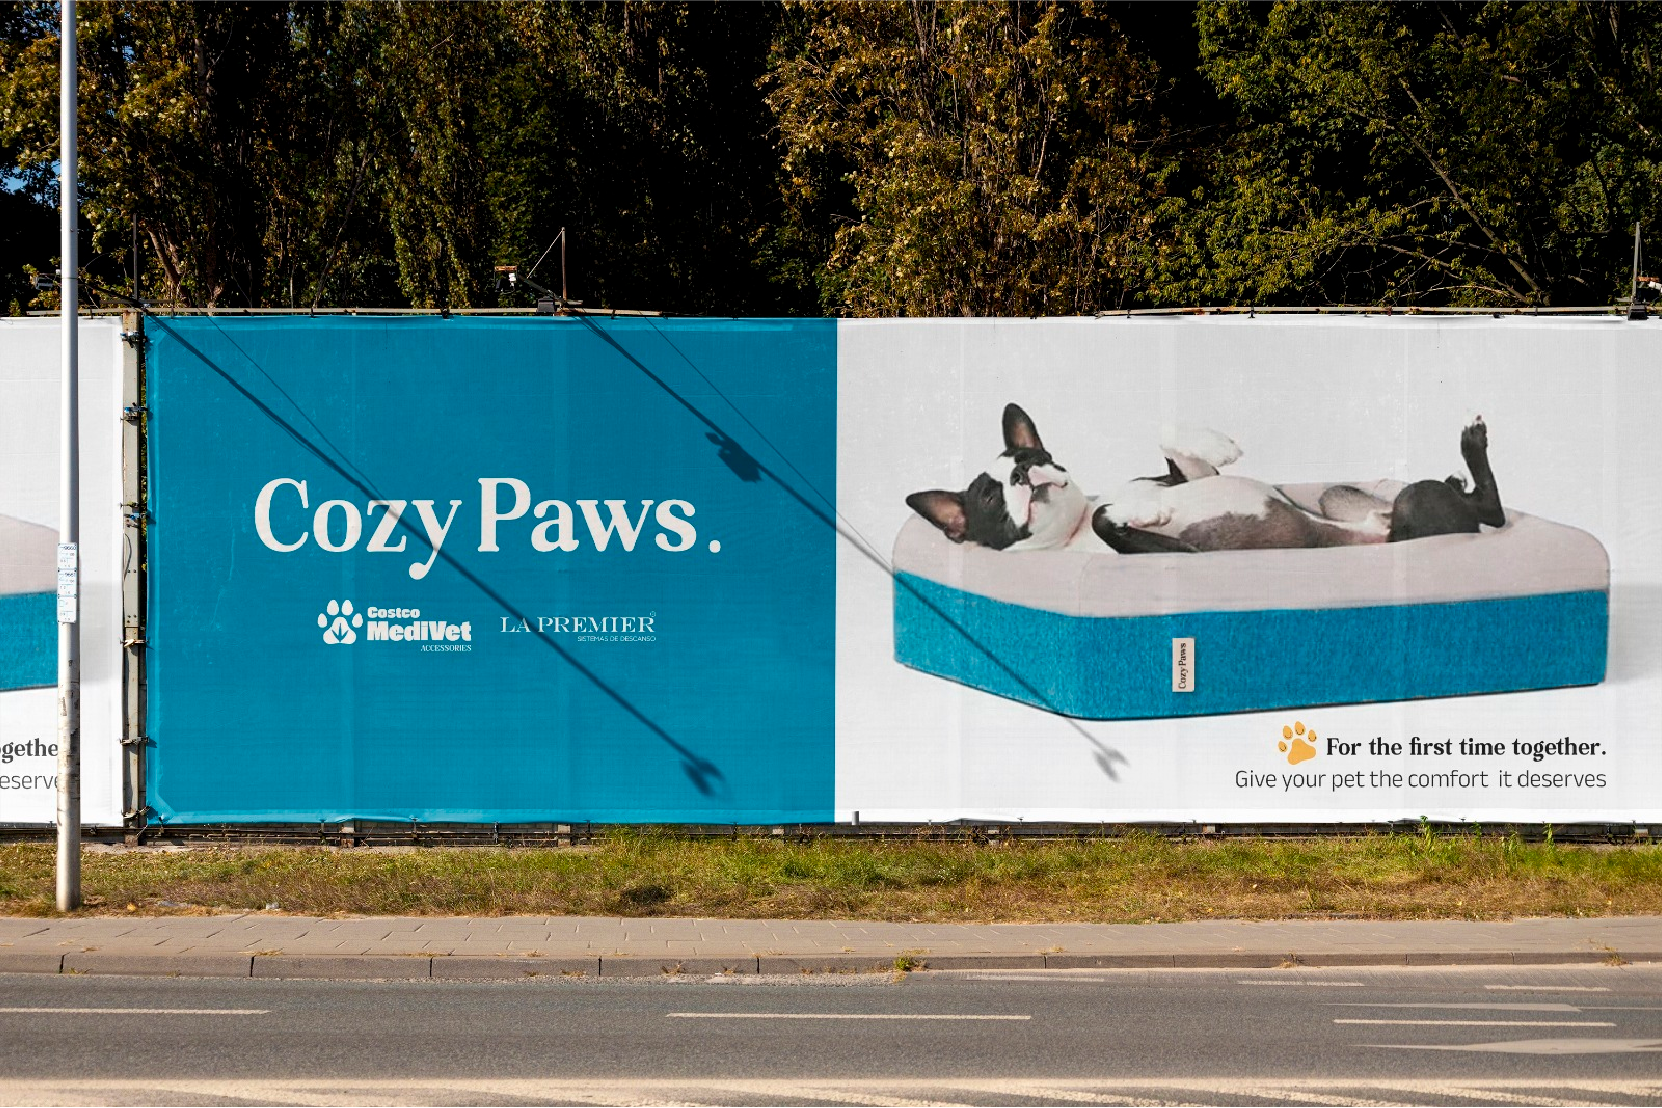 gethe
eserve
Cozy Paws.
Costco
MediVet
ACCESSORIES
LA PREMIER®
SISTEMAS DE DESCANSO
Cozy Paws
For the first time together.
Give your pet the comfort it deserves